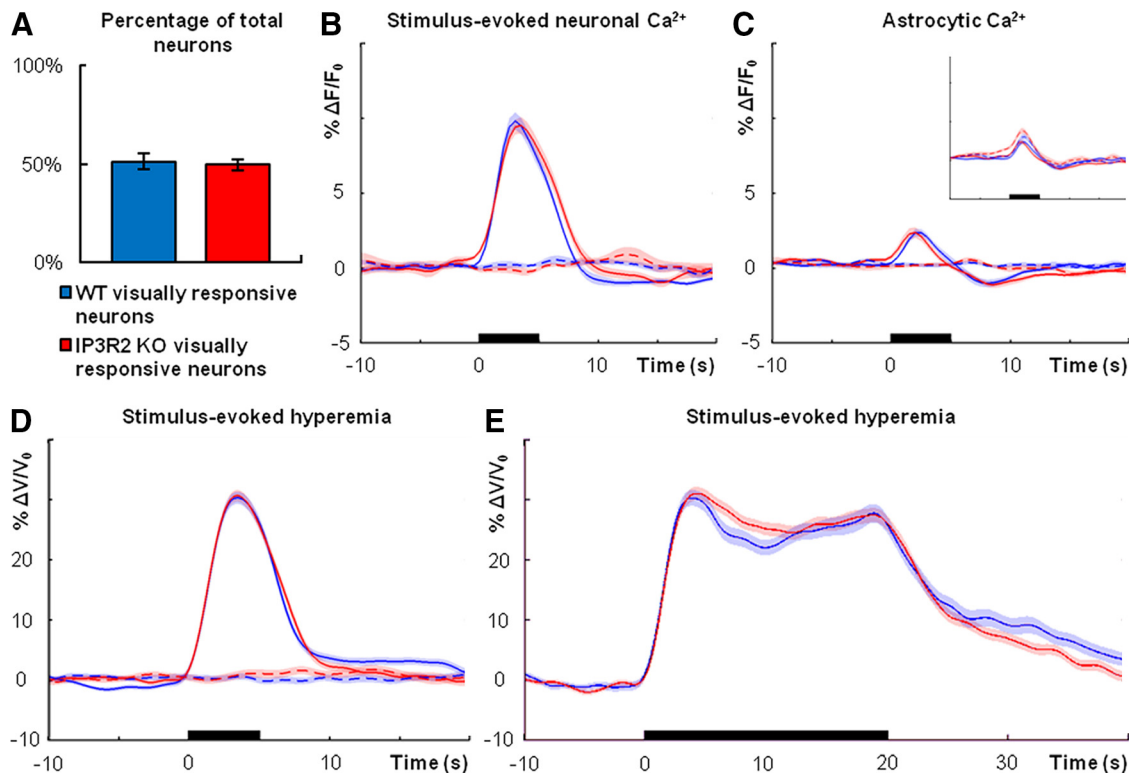 A
Percentage of total
neurons
100%
50%
0%
WT visually responsive
neurons
IP3R2 KO visually
responsive neurons
B
Stimulus-evoked neuronal Ca²⁺
% ΔF/F₀
5
0
-5
-10
0
10
Time (s)
C
Astrocytic Ca²⁺
% ΔF/F₀
5
0
-5
-10
0
10
Time (s)
D
Stimulus-evoked hyperemia
% ΔV/V₀
20
10
0
-10
-10
0
10
Time (s)
E
Stimulus-evoked hyperemia
% ΔV/V₀
20
10
0
-10
-10
0
10
20
30
Time (s)